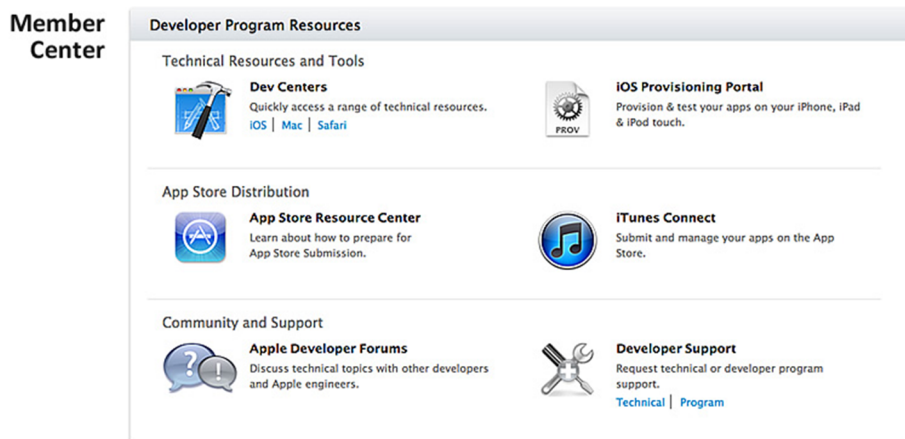 Member
Center
Developer Program Resources
Technical Resources and Tools
Dev Centers
Quickly access a range of technical resources.
iOS | Mac | Safari
PROV
iOS Provisioning Portal
Provision & test your apps on your iPhone, iPad
& iPod touch.
App Store Distribution
App Store Resource Center
Learn about how to prepare for
App Store Submission.
iTunes Connect
Submit and manage your apps on the App
Store.
Community and Support
?
!
Apple Developer Forums
Discuss technical topics with other developers
and Apple engineers.
Developer Support
Request technical or developer program
support.
Technical | Program